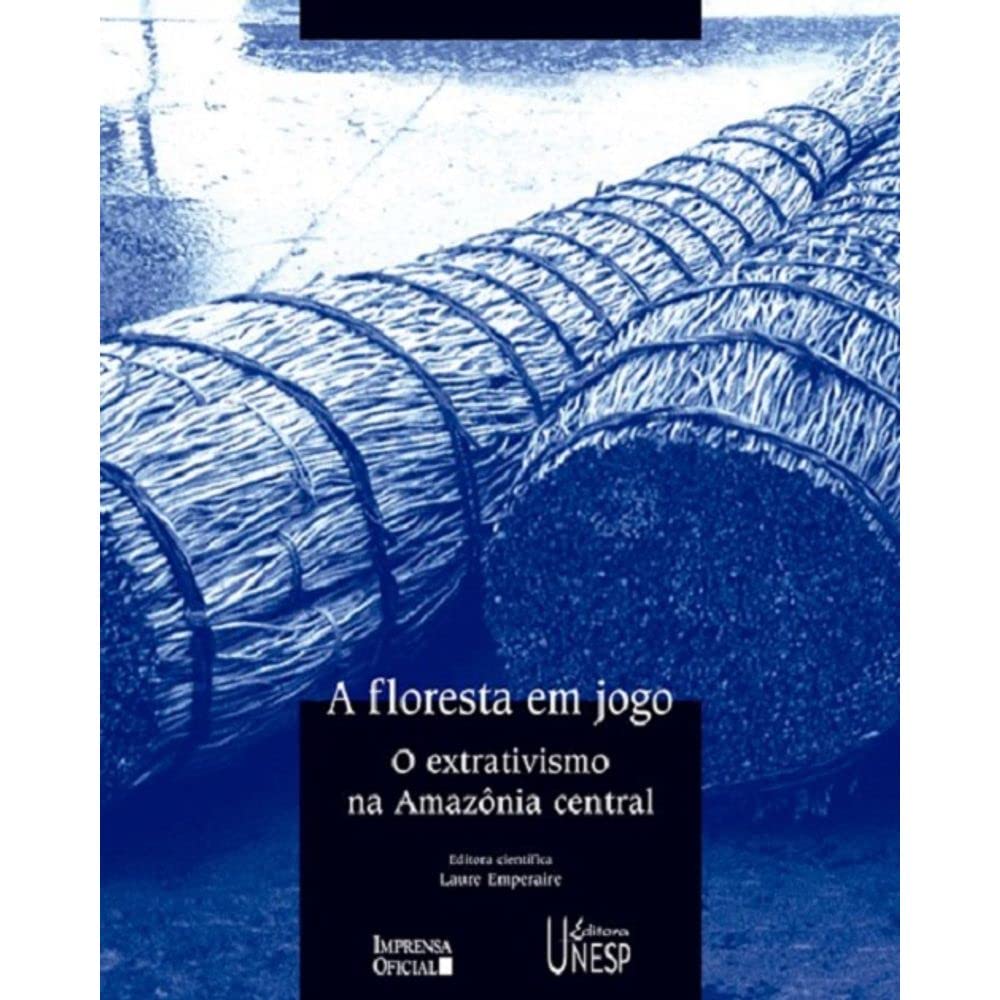 A floresta em jogo
O extrativismo
na Amazônia central
Editora científica
Laure Emperaire
IMPRENSA
OFICIAL
Editora
UNESP